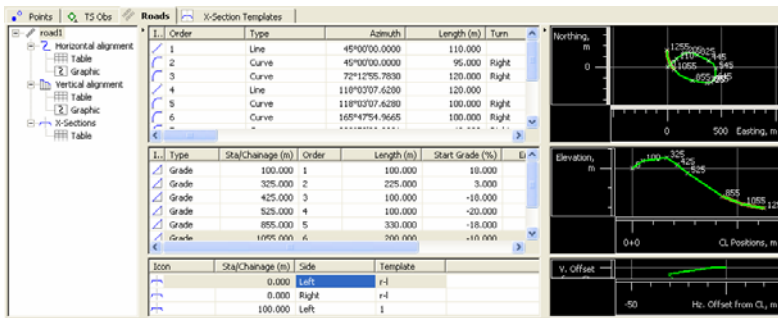 Points TS Obs Roads X-Section Templates
road1
Horizontal alignment
Table
Graphic
Vertical alignment
Table
Graphic
X-Sections
Table
I.. Order Type Azimuth Length (m) Turn
1 Line 45°00'00.0000 110.000
2 Curve 45°00'00.0000 95.000 Right
3 Curve 72°12'55.7830 120.000 Right
4 Line 118°03'07.6280 120.000
5 Curve 118°03'07.6280 100.000 Right
6 Curve 165°47'54.9665 100.000 Right
I.. Type Sta/Chainage (m) Order Length (m) Start Grade (%)
Grade 100.000 1 100.000 10.000
Grade 325.000 2 225.000 3.000
Grade 425.000 3 100.000 -10.000
Grade 525.000 4 100.000 -20.000
Grade 855.000 5 330.000 -18.000
Grade 1055.000 6 200.000 -10.000
Icon Sta/Chainage (m) Side Template
0.000 Left r-l
0.000 Right r-l
100.000 Left 1
Northing, m
0
1255
545
1055
855
0 500 Easting, m
Elevation, m
0 100 325
425
525
855
1055
0+0 CL Positions, m
V. Offset
-50 Hz. Offset from CL, m